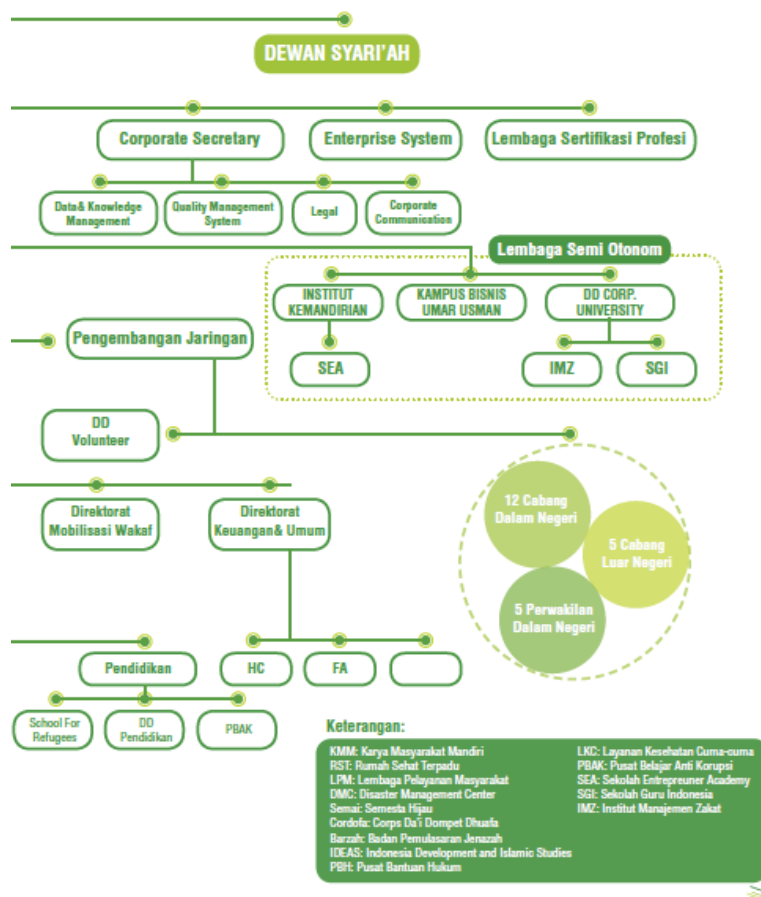 DEWAN SYARI'AH
Corporate Secretary
Enterprise System
Lembaga Sertifikasi Profesi
Data& Knowledge
Management
Quality Management
System
Legal
Corporate
Communication
Lembaga Semi Otonom
INSTITUT
KEMANDIRIAN
KAMPUS BISNIS
UMAR USMAN
DD CORP.
UNIVERSITY
SEA
IMZ
SGI
Pengembangan Jaringan
DD
Volunteer
12 Cabang
Dalam Negeri
5 Cabang
Luar Negeri
5 Perwakilan
Dalam Negeri
Direktorat
Mobilisasi Wakaf
Direktorat
Keuangan& Umum
Pendidikan
HC
FA
School For
Refugees
DD
Pendidikan
PBAK
Keterangan:
KMM: Karya Masyarakat Mandiri
RST: Rumah Sehat Terpadu
LPM: Lembaga Pelayanan Masyarakat
DMC: Disaster Management Center
Semai: Semesta Hijau
Cordofa: Corps Da'i Dompet Dhuafa
Barzah: Badan Pemulasaran Jenazah
IDEAS: Indonesia Development and Islamic Studies
PBH: Pusat Bantuan Hukum
LKC: Layanan Kesehatan Cuma-cuma
PBAK: Pusat Belajar Anti Korupsi
SEA: Sekolah Entrepreuner Academy
SGI: Sekolah Guru Indonesia
IMZ: Institut Manajemen Zakat